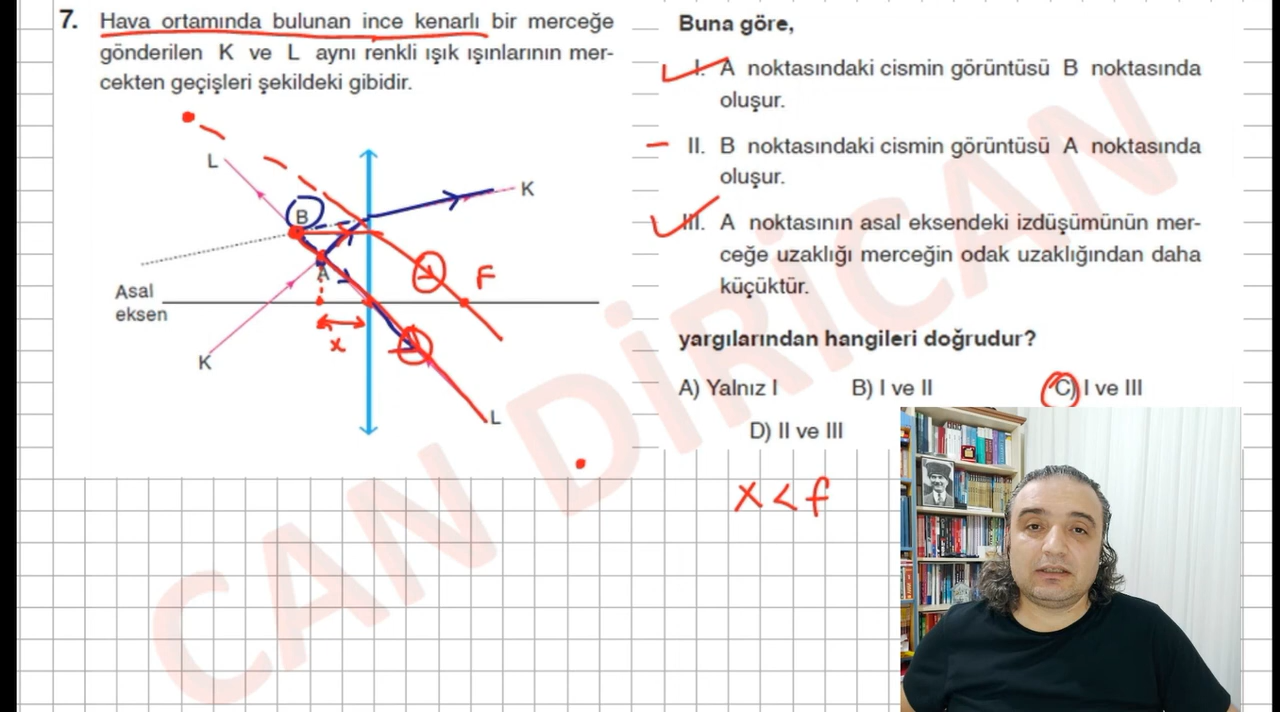 7. Hava ortamında bulunan ince kenarlı bir merceğe
gönderilen K ve L aynı renkli ışık ışınlarının mer-
cekten geçişleri şekildeki gibidir.
L
K
B
A
F
Asal
eksen
x
K
L
Buna göre,
I. A noktasındaki cismin görüntüsü B noktasında
oluşur.
II. B noktasındaki cismin görüntüsü A noktasında
oluşur.
III. A noktasının asal eksendeki izdüşümünün mer-
ceğe uzaklığı merceğin odak uzaklığından daha
küçüktür.
yargılarından hangileri doğrudur?
A) Yalnız I B) I ve II C) I ve III
D) II ve III
x < f
CAN DİRİCAN